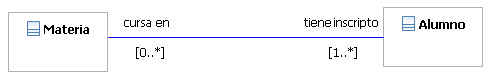 Materia
cursa en
tiene inscripto
Alumno
[0..*]
[1..*]